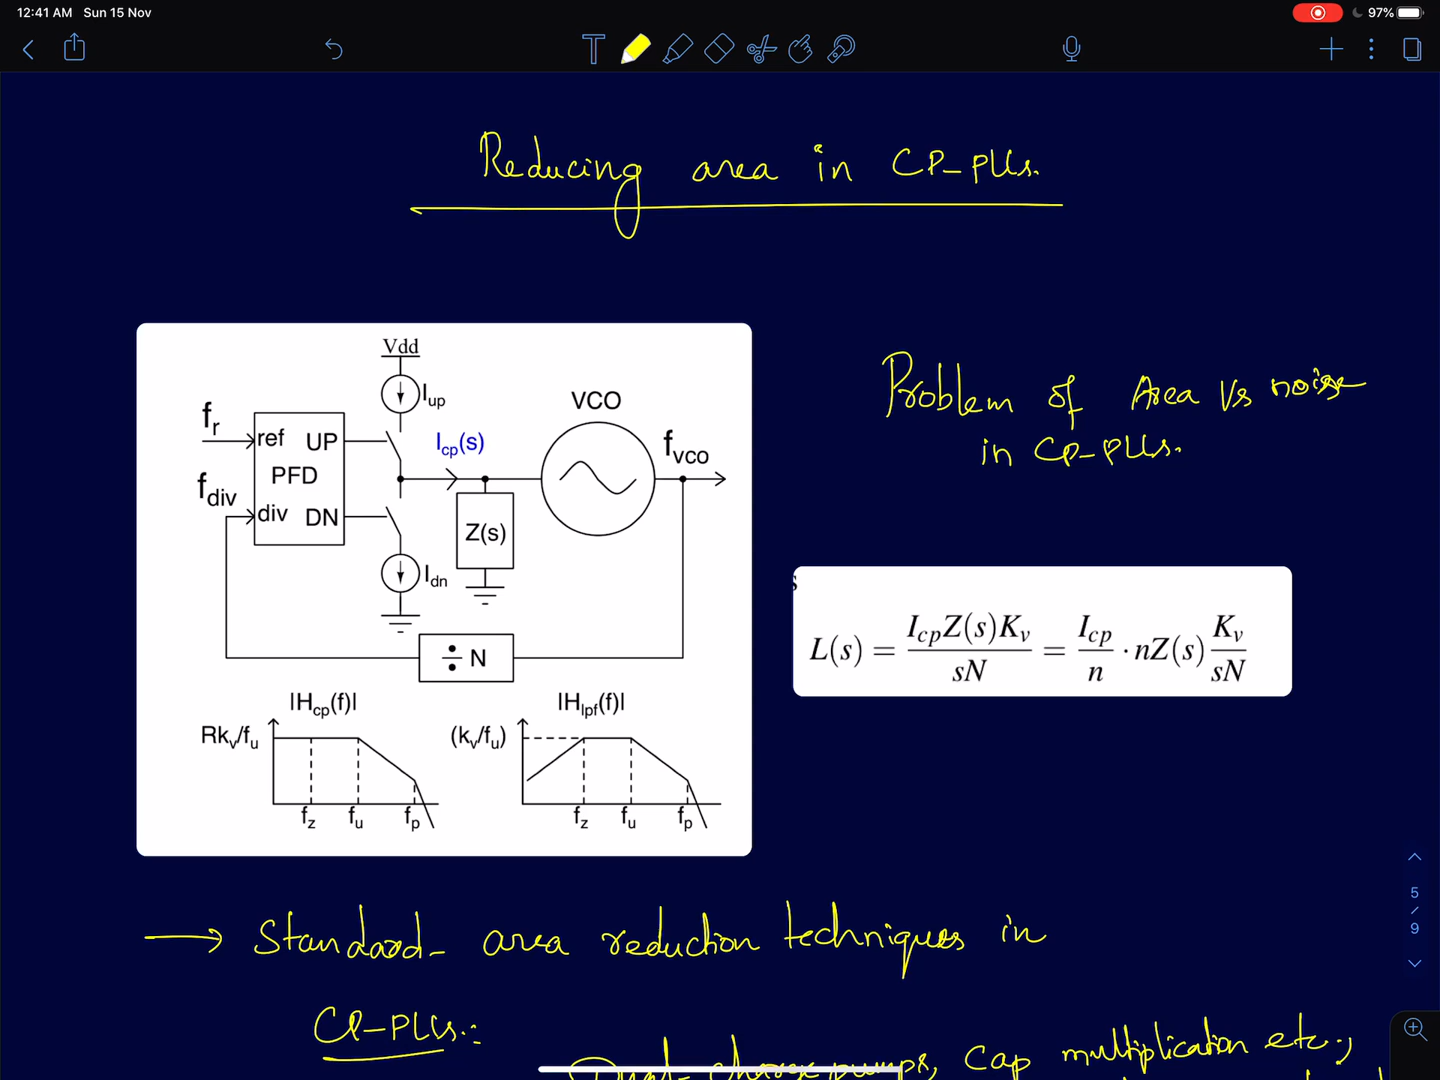 12:41 AM Sun 15 Nov
97%
Reducing area in CP-PLLs.
Vdd
Iup
VCO
fr
ref UP
Icp(s)
fvco
PFD
fdiv
div DN
Z(s)
Idn
÷ N
|Hcp(f)|
|Hlpf(f)|
Rkv/fu
(kv/fu)
fz fu fp
fz fu fp
Problem of Area Vs noise
in CP-PLLs.
s
L(s) = IcpZ(s)Kv/sN = Icp/n · nZ(s) Kv/sN
→ Standard- area reduction techniques in
CP-PLLs:
Dual-charge pumps, Cap multiplication etc.,
5
/
9